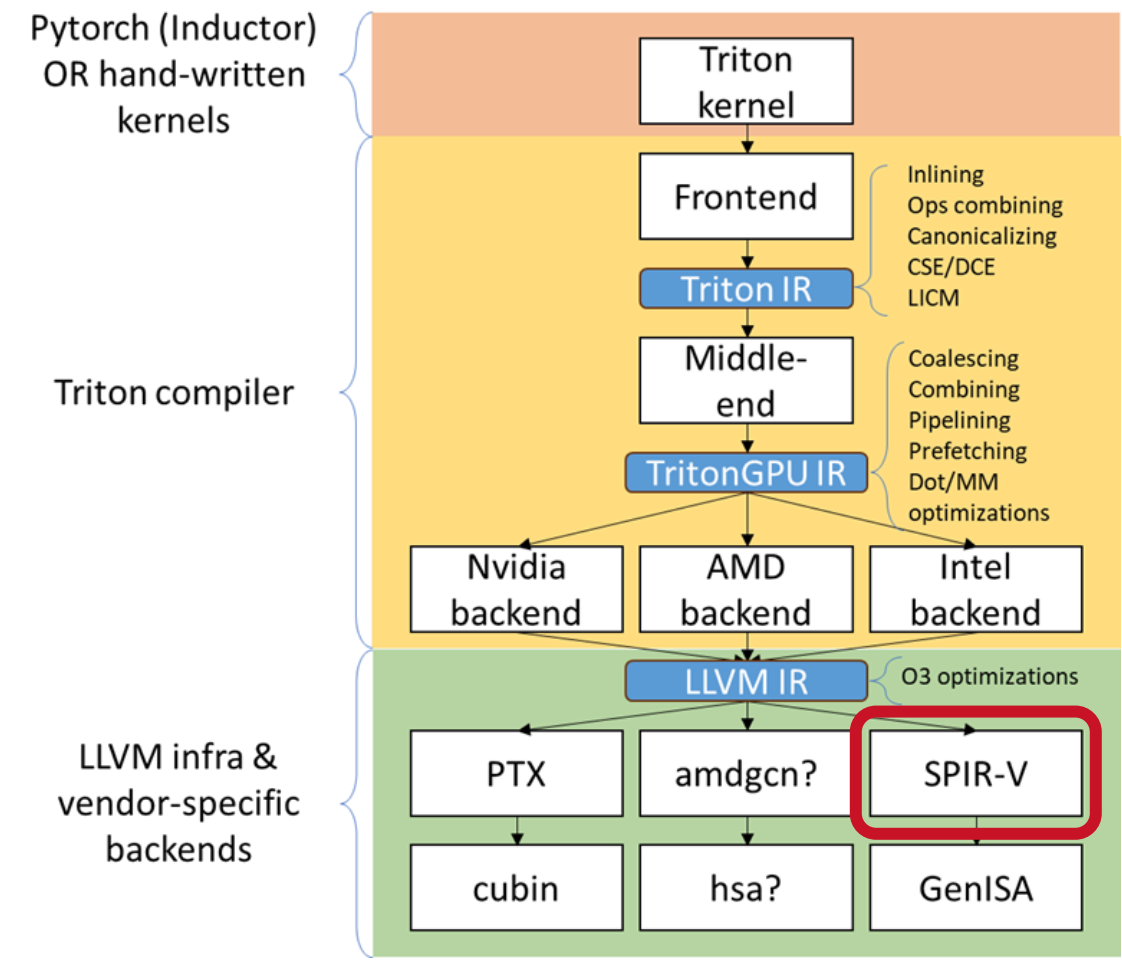 Pytorch (Inductor)
OR hand-written
kernels
Triton
kernel
Frontend
Inlining
Ops combining
Canonicalizing
CSE/DCE
LICM
Triton IR
Triton compiler
Middle-
end
Coalescing
Combining
Pipelining
Prefetching
Dot/MM
optimizations
TritonGPU IR
Nvidia
backend
AMD
backend
Intel
backend
LLVM IR
O3 optimizations
LLVM infra &
vendor-specific
backends
PTX
amdgcn?
SPIR-V
cubin
hsa?
GenISA